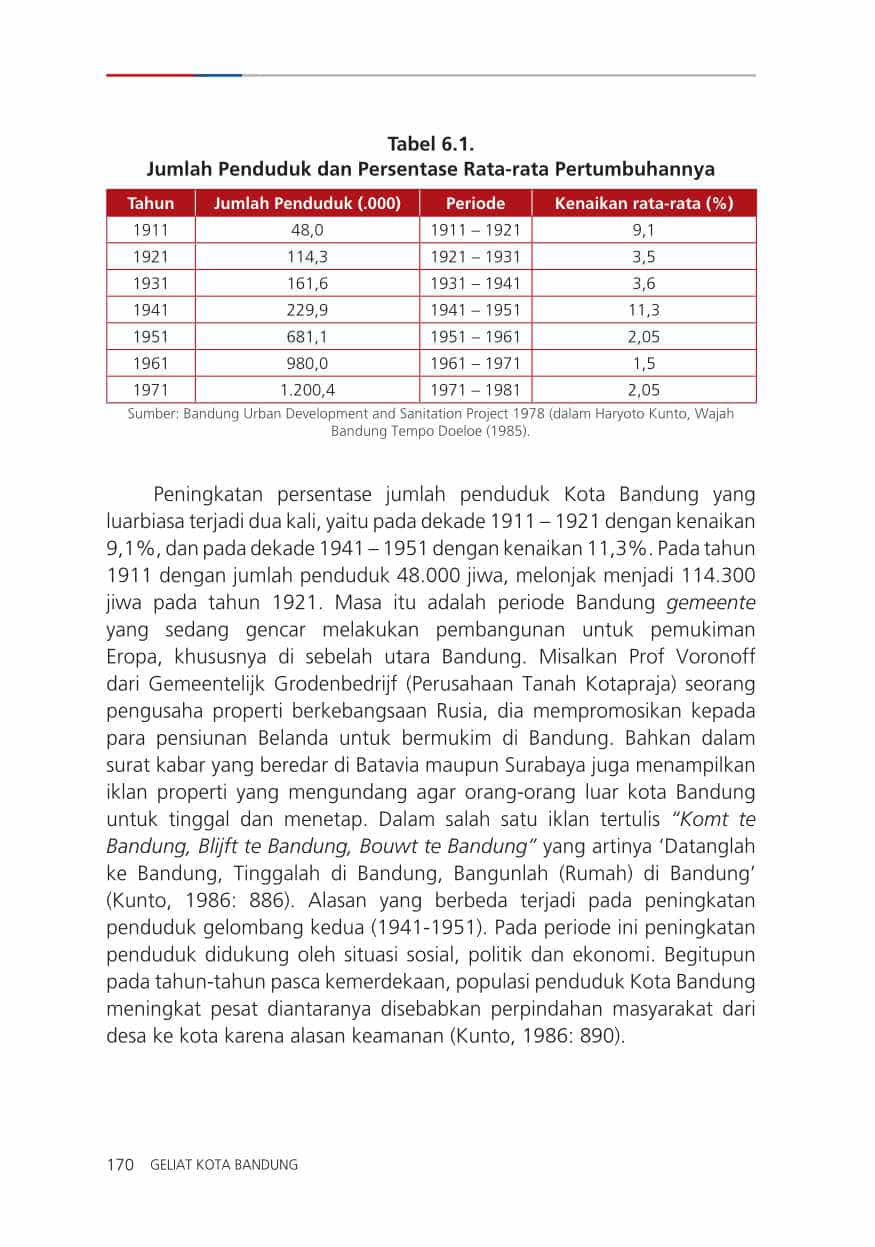 Tabel 6.1.
Jumlah Penduduk dan Persentase Rata-rata Pertumbuhannya
Tahun Jumlah Penduduk (.000) Periode Kenaikan rata-rata (%)
1911 48,0 1911 – 1921 9,1
1921 114,3 1921 – 1931 3,5
1931 161,6 1931 – 1941 3,6
1941 229,9 1941 – 1951 11,3
1951 681,1 1951 – 1961 2,05
1961 980,0 1961 – 1971 1,5
1971 1.200,4 1971 – 1981 2,05
Sumber: Bandung Urban Development and Sanitation Project 1978 (dalam Haryoto Kunto, Wajah
Bandung Tempo Doeloe (1985).
Peningkatan persentase jumlah penduduk Kota Bandung yang
luarbiasa terjadi dua kali, yaitu pada dekade 1911 – 1921 dengan kenaikan
9,1%, dan pada dekade 1941 – 1951 dengan kenaikan 11,3%. Pada tahun
1911 dengan jumlah penduduk 48.000 jiwa, melonjak menjadi 114.300
jiwa pada tahun 1921. Masa itu adalah periode Bandung gemeente
yang sedang gencar melakukan pembangunan untuk pemukiman
Eropa, khususnya di sebelah utara Bandung. Misalkan Prof Voronoff
dari Gemeentelijk Grodenbedrijf (Perusahaan Tanah Kotapraja) seorang
pengusaha properti berkebangsaan Rusia, dia mempromosikan kepada
para pensiunan Belanda untuk bermukim di Bandung. Bahkan dalam
surat kabar yang beredar di Batavia maupun Surabaya juga menampilkan
iklan properti yang mengundang agar orang-orang luar kota Bandung
untuk tinggal dan menetap. Dalam salah satu iklan tertulis “Komt te
Bandung, Blijft te Bandung, Bouwt te Bandung” yang artinya ‘Datanglah
ke Bandung, Tinggalah di Bandung, Bangunlah (Rumah) di Bandung’
(Kunto, 1986: 886). Alasan yang berbeda terjadi pada peningkatan
penduduk gelombang kedua (1941-1951). Pada periode ini peningkatan
penduduk didukung oleh situasi sosial, politik dan ekonomi. Begitupun
pada tahun-tahun pasca kemerdekaan, populasi penduduk Kota Bandung
meningkat pesat diantaranya disebabkan perpindahan masyarakat dari
desa ke kota karena alasan keamanan (Kunto, 1986: 890).
170 GELIAT KOTA BANDUNG